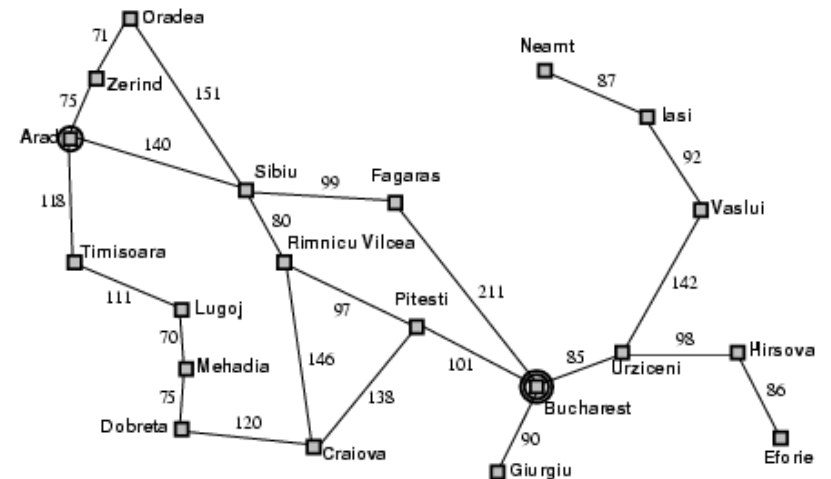 Oradea
71
Neamt
Zerind
87
75
151
Iasi
Arad
140
92
Sibiu
Fagaras
99
118
Vaslui
80
Timisoara
Rimnicu Vilcea
142
111
Lugoj
97
Pitesti
211
70
98
Hirsova
146
101
85
Urziceni
Mehadia
138
86
75
Bucharest
Dobreta
120
90
Craiova
Eforie
Giurgiu